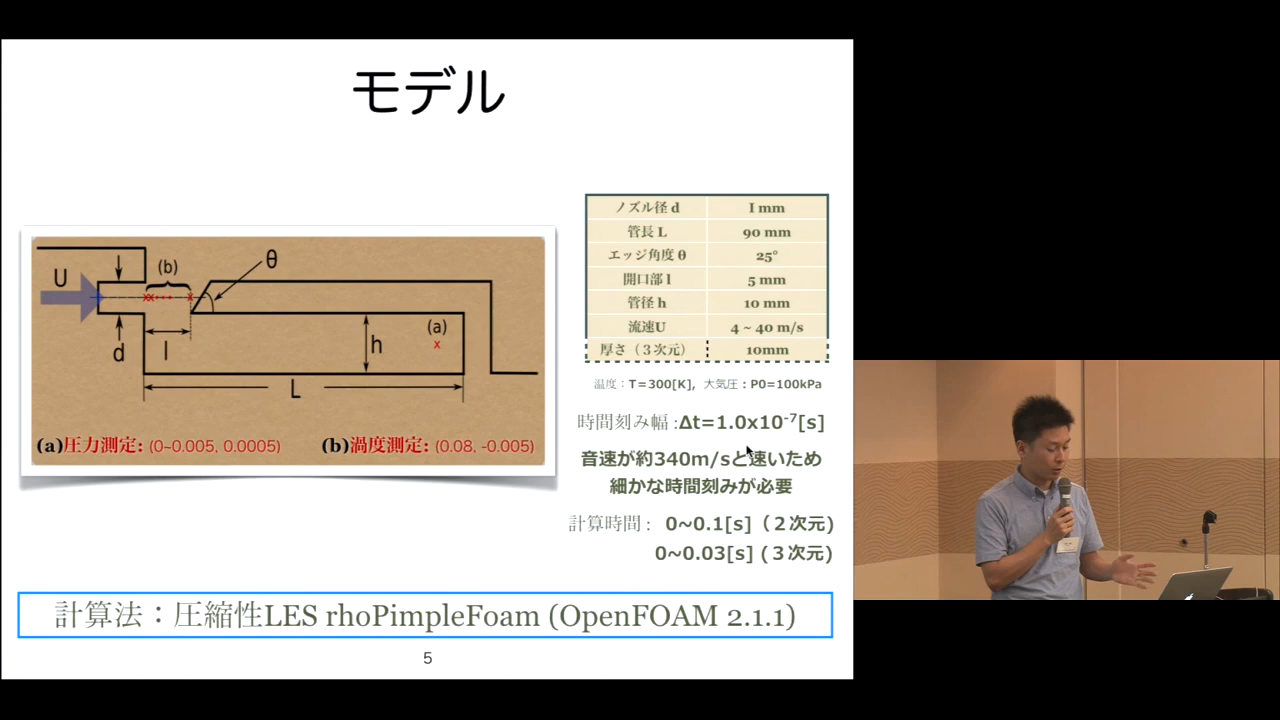 モデル
U
(b)
θ
d
l
h
(a)
L
(a)圧力測定: (0~0.005, 0.0005)
(b)渦度測定: (0.08, -0.005)
ノズル径 d 1 mm
管長 L 90 mm
エッジ角度 θ 25°
開口部 l 5 mm
管径 h 10 mm
流速U 4 ~ 40 m/s
厚さ（３次元） 10mm
温度：T=300[K], 大気圧：P0=100kPa
時間刻み幅 :Δt=1.0x10⁻⁷[s]
音速が約340m/sと速いため
細かな時間刻みが必要
計算時間： 0~0.1[s]（２次元)
0~0.03[s] (３次元)
計算法：圧縮性LES rhoPimpleFoam (OpenFOAM 2.1.1)
5